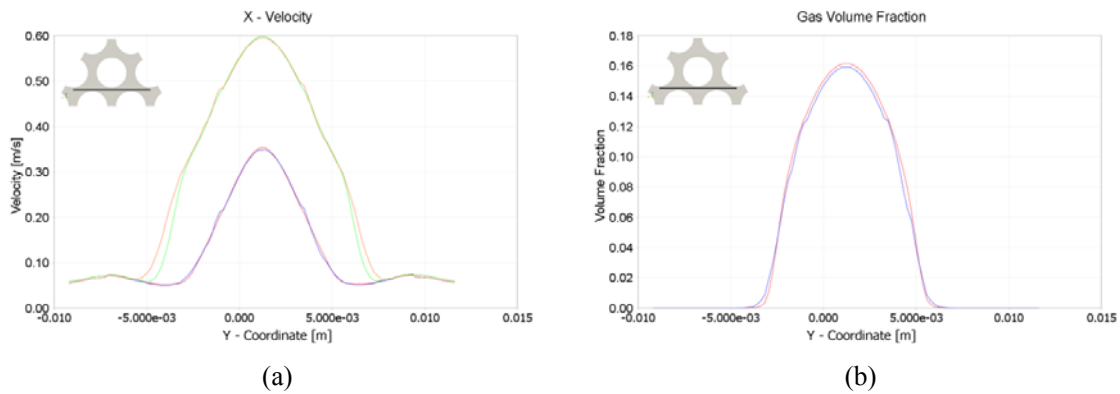 X - Velocity
0.60
0.50
0.40
0.30
0.20
0.10
0.00
Velocity [m/s]
-0.010
-5.000e-03
0.000
5.000e-03
0.010
0.015
Y - Coordinate [m]
(a)
Gas Volume Fraction
0.18
0.16
0.14
0.12
0.10
0.08
0.06
0.04
0.02
0.00
Volume Fraction
-0.010
-5.000e-03
0.000
5.000e-03
0.010
0.015
Y - Coordinate [m]
(b)